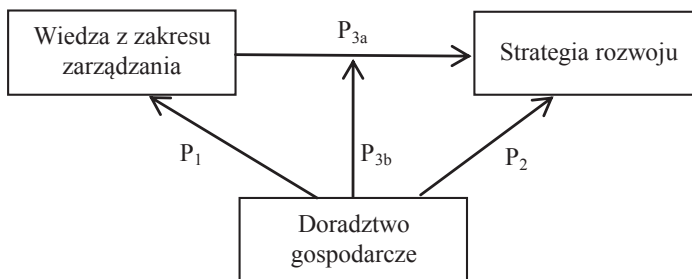 Wiedza z zakresu
zarządzania
P3a
Strategia rozwoju
P1
P3b
P2
Doradztwo
gospodarcze